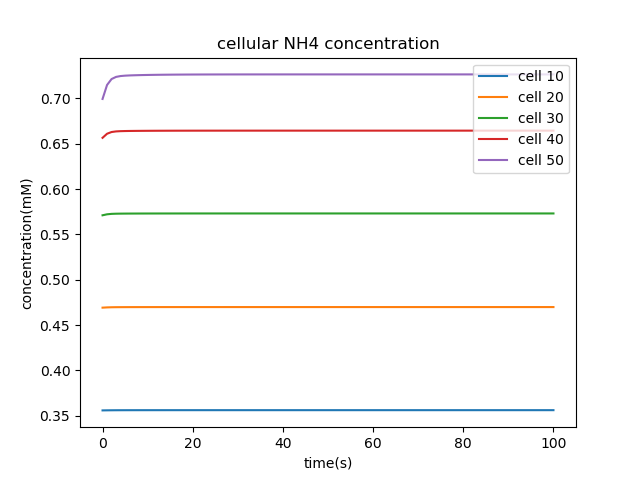 cellular NH4 concentration
concentration(mM)
0.70
0.65
0.60
0.55
0.50
0.45
0.40
0.35
cell 10
cell 20
cell 30
cell 40
cell 50
0
20
40
60
80
100
time(s)